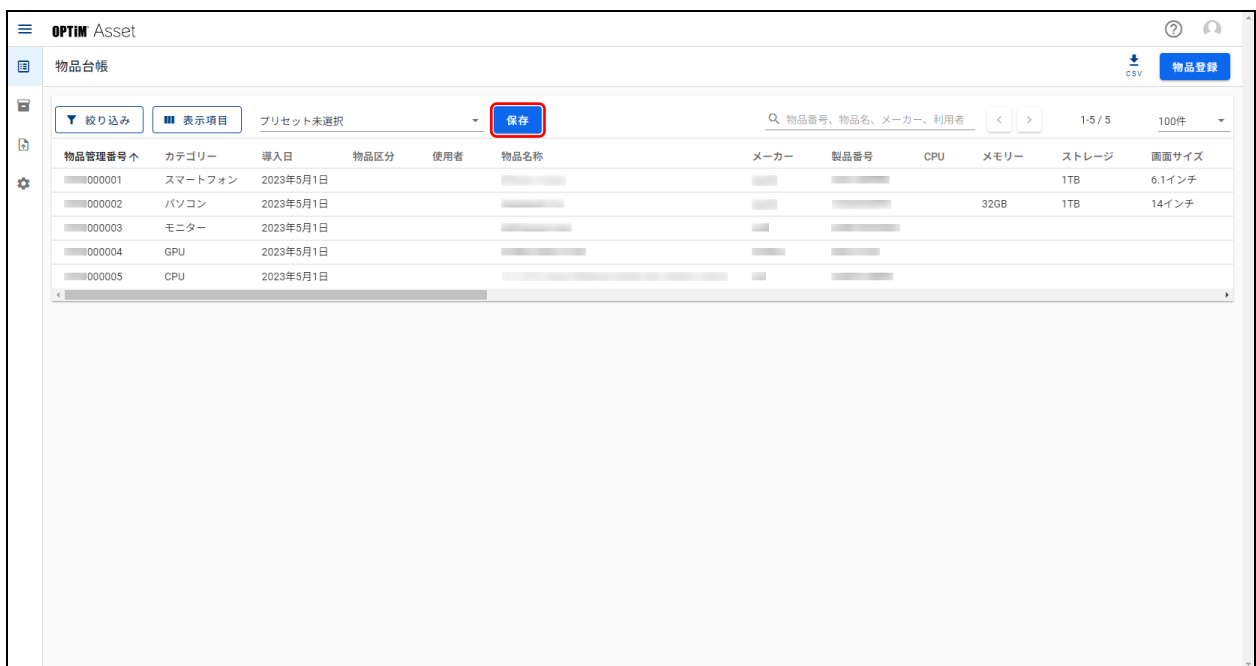 OPTiM Asset
物品台帳
CSV
物品登録
絞り込み 表示項目 プリセット未選択 保存 物品番号、物品名、メーカー、利用者 1-5 / 5 100件
物品管理番号 カテゴリー 導入日 物品区分 使用者 物品名称 メーカー 製品番号 CPU メモリー ストレージ 画面サイズ
000001 スマートフォン 2023年5月1日 1TB 6.1インチ
000002 パソコン 2023年5月1日 32GB 1TB 14インチ
000003 モニター 2023年5月1日
000004 GPU 2023年5月1日
000005 CPU 2023年5月1日